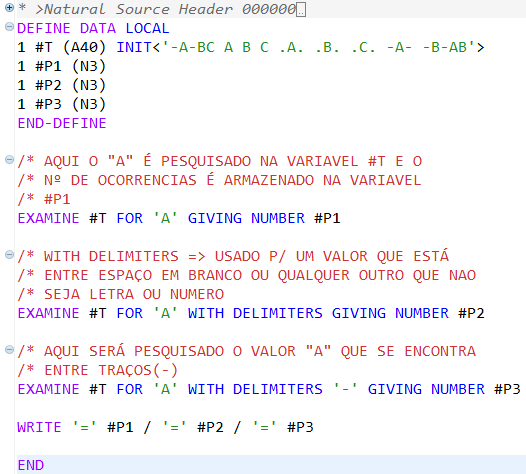 * >Natural Source Header 000000..
DEFINE DATA LOCAL
1 #T (A40) INIT<'-A-BC A B C .A. .B. .C. -A- -B-AB'>
1 #P1 (N3)
1 #P2 (N3)
1 #P3 (N3)
END-DEFINE
/* AQUI O "A" É PESQUISADO NA VARIAVEL #T E O
/* Nº DE OCORRENCIAS É ARMAZENADO NA VARIAVEL
/* #P1
EXAMINE #T FOR 'A' GIVING NUMBER #P1
/* WITH DELIMITERS => USADO P/ UM VALOR QUE ESTÁ
/* ENTRE ESPAÇO EM BRANCO OU QUALQUER OUTRO QUE NAO
/* SEJA LETRA OU NUMERO
EXAMINE #T FOR 'A' WITH DELIMITERS GIVING NUMBER #P2
/* AQUI SERÁ PESQUISADO O VALOR "A" QUE SE ENCONTRA
/* ENTRE TRAÇOS(-)
EXAMINE #T FOR 'A' WITH DELIMITERS '-' GIVING NUMBER #P3
WRITE '=' #P1 / '=' #P2 / '=' #P3
END